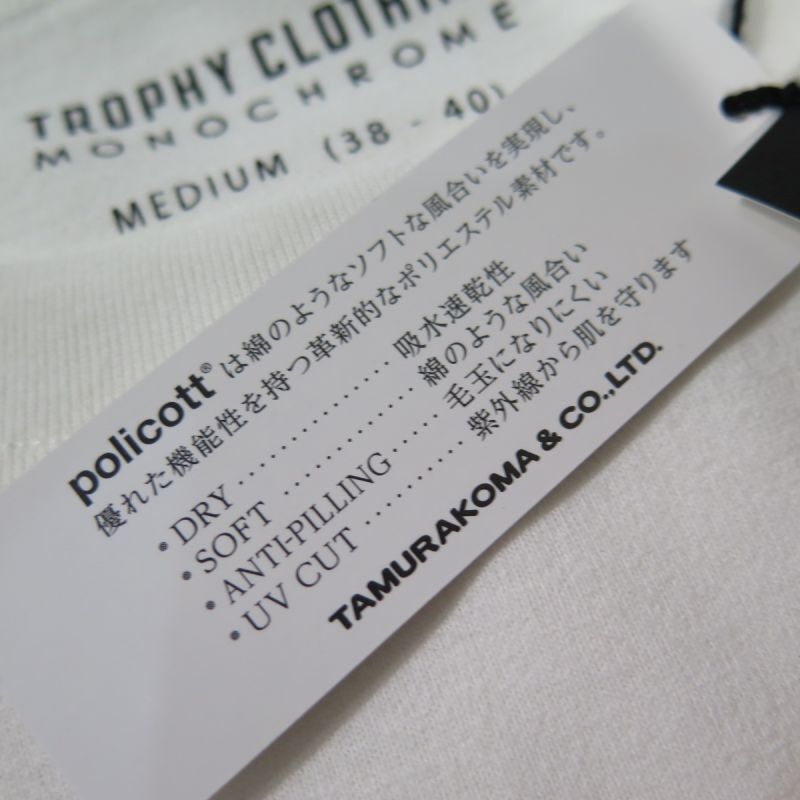 TROPHY CLOTHING
MONOCHROME
MEDIUM (38 - 40)
policott® は綿のようなソフトな風合いを実現し、
優れた機能性を持つ革新的なポリエステル素材です。
• DRY ················ 吸水速乾性
• SOFT ·············· 綿のような風合い
• ANTI-PILLING ····· 毛玉になりにくい
• UV CUT ·········· 紫外線から肌を守ります
TAMURAKOMA & CO.,LTD.